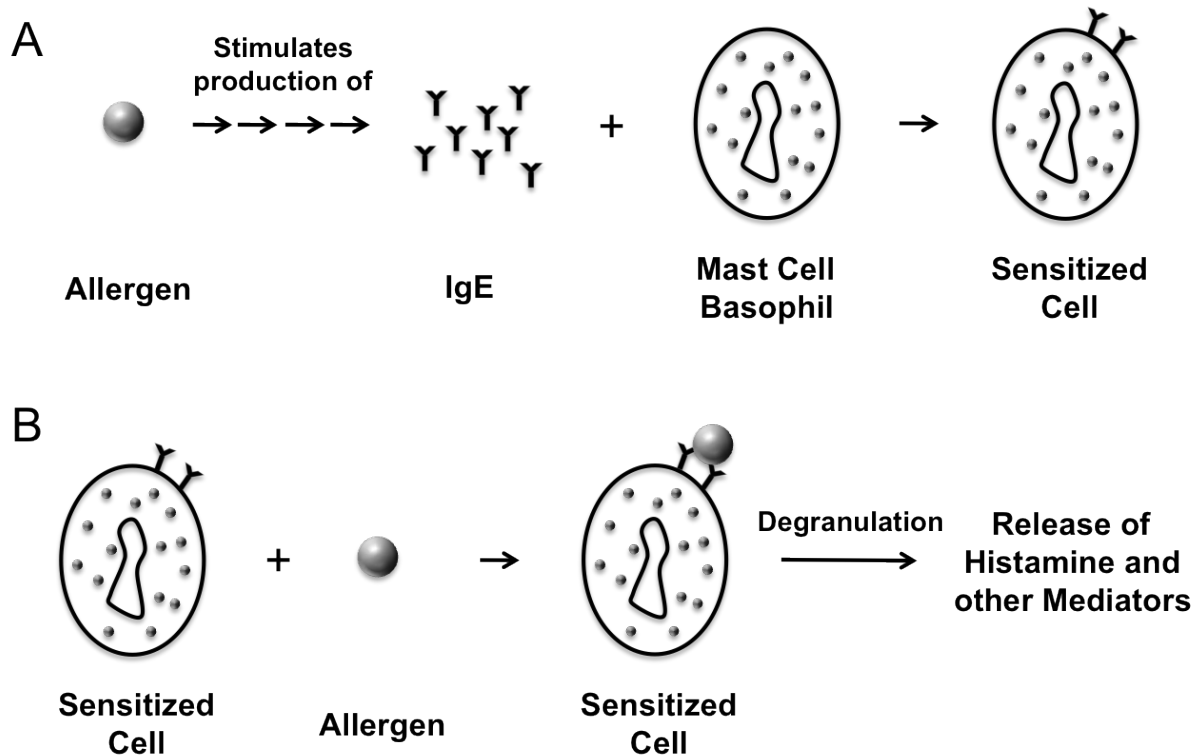 A
Stimulates
production of
+
Allergen
IgE
Mast Cell
Basophil
Sensitized
Cell
B
+
Degranulation
Release of
Histamine and
other Mediators
Sensitized
Cell
Allergen
Sensitized
Cell